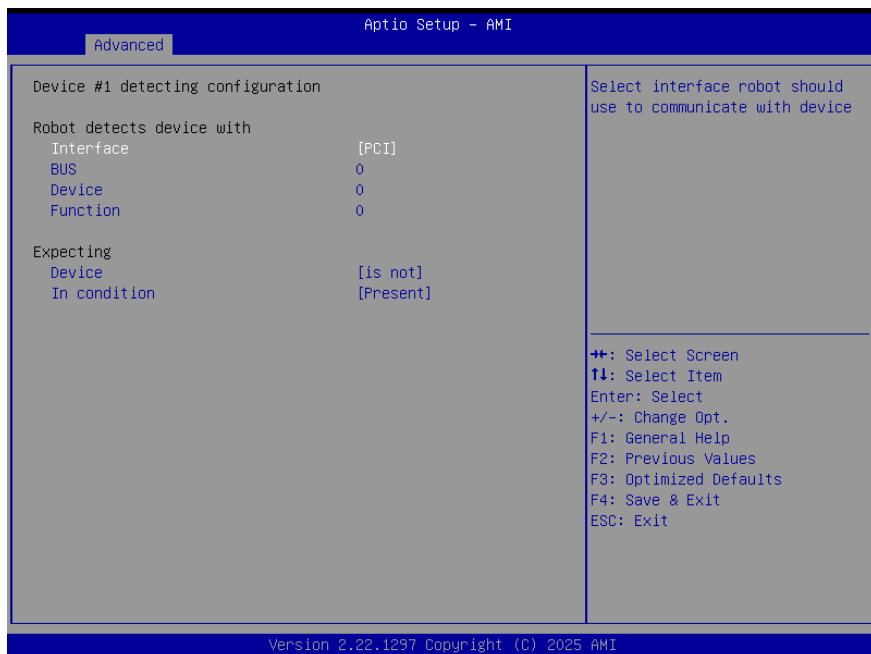 Aptio Setup - AMI
Advanced
Device #1 detecting configuration
Robot detects device with
Interface [PCI]
BUS 0
Device 0
Function 0
Expecting
Device [is not]
In condition [Present]
Select interface robot should
use to communicate with device
→←: Select Screen
↑↓: Select Item
Enter: Select
+/-: Change Opt.
F1: General Help
F2: Previous Values
F3: Optimized Defaults
F4: Save & Exit
ESC: Exit
Version 2.22.1297 Copyright (C) 2025 AMI